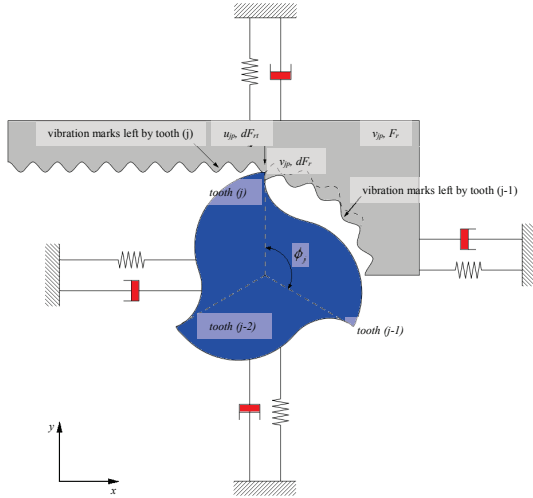 vibration marks left by tooth (j)
u_jp, dF_rt
v_jp, F_r
v_jp, dF_r
vibration marks left by tooth (j-1)
tooth (j)
ϕ_j
tooth (j-2)
tooth (j-1)
y
x